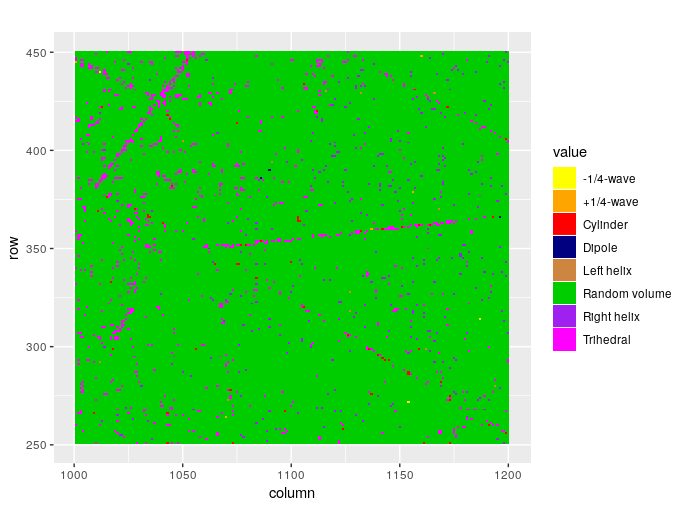 450
400
350
300
250
row
1000
1050
1100
1150
1200
column
value
-1/4-wave
+1/4-wave
Cylinder
Dipole
Left helix
Random volume
Right helix
Trihedral